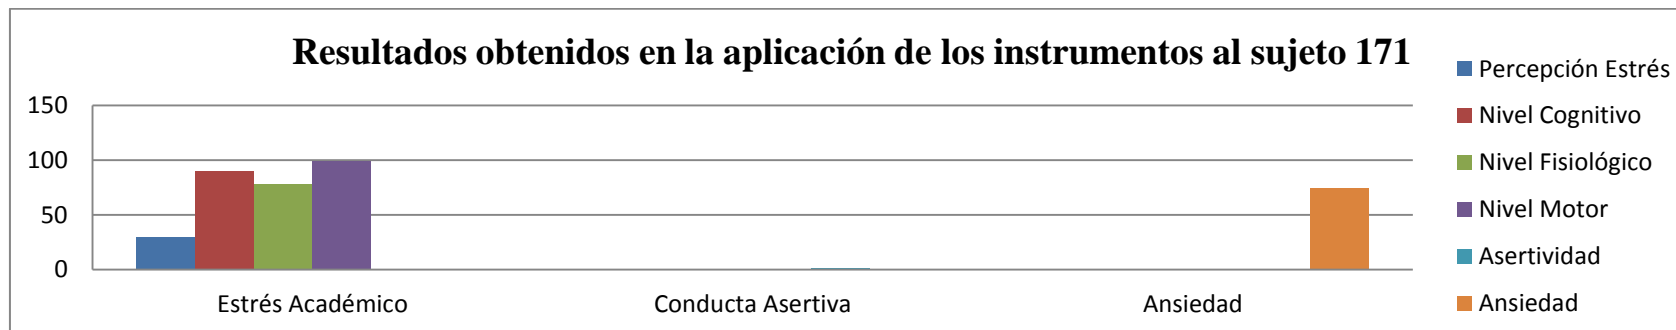 Resultados obtenidos en la aplicación de los instrumentos al sujeto 171
150
100
50
0
Estrés Académico
Conducta Asertiva
Ansiedad
Percepción Estrés
Nivel Cognitivo
Nivel Fisiológico
Nivel Motor
Asertividad
Ansiedad